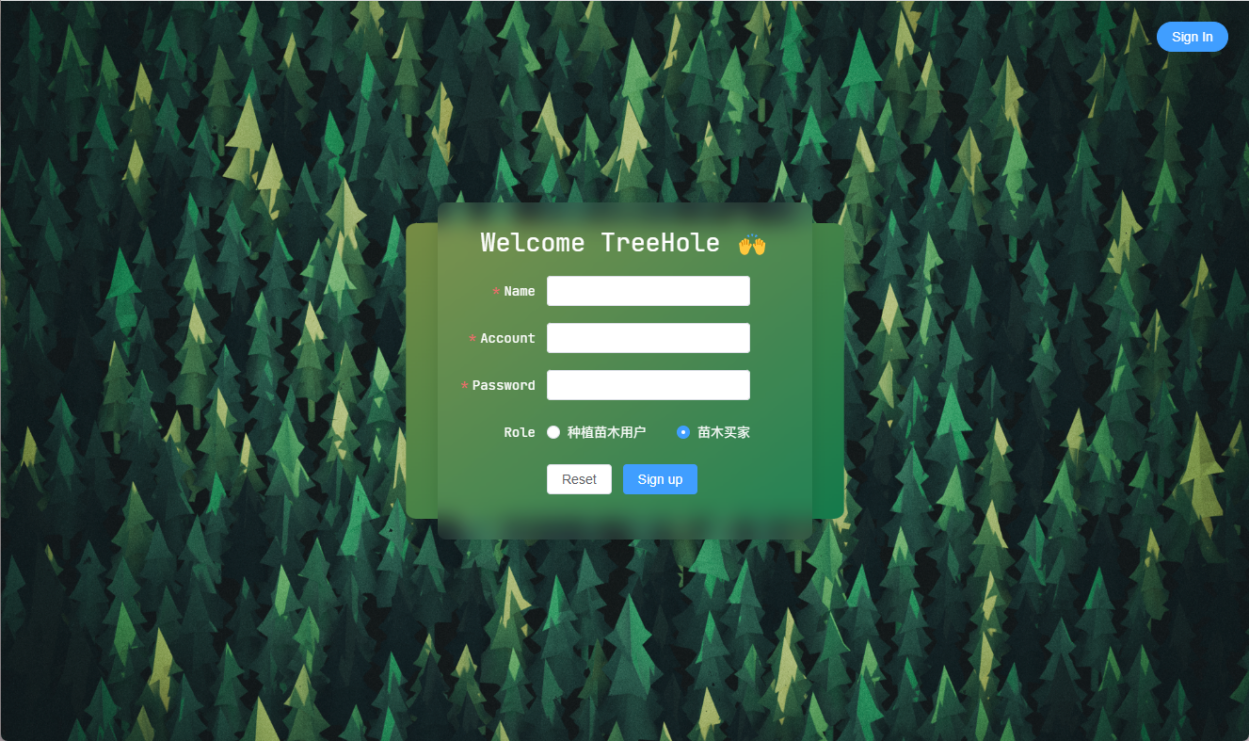 Sign In
Welcome TreeHole 🙌
* Name
* Account
* Password
Role 种植苗木用户 苗木买家
Reset Sign up